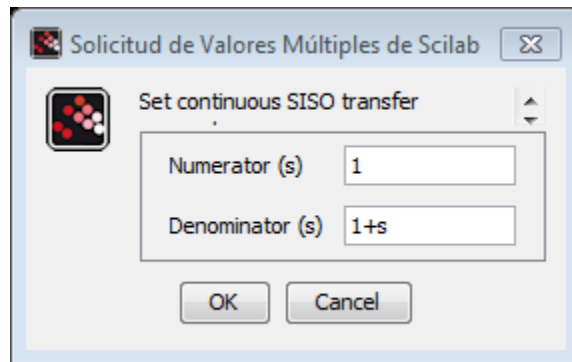 Solicitud de Valores Múltiples de Scilab
Set continuous SISO transfer
Numerator (s) 1
Denominator (s) 1+s
OK Cancel